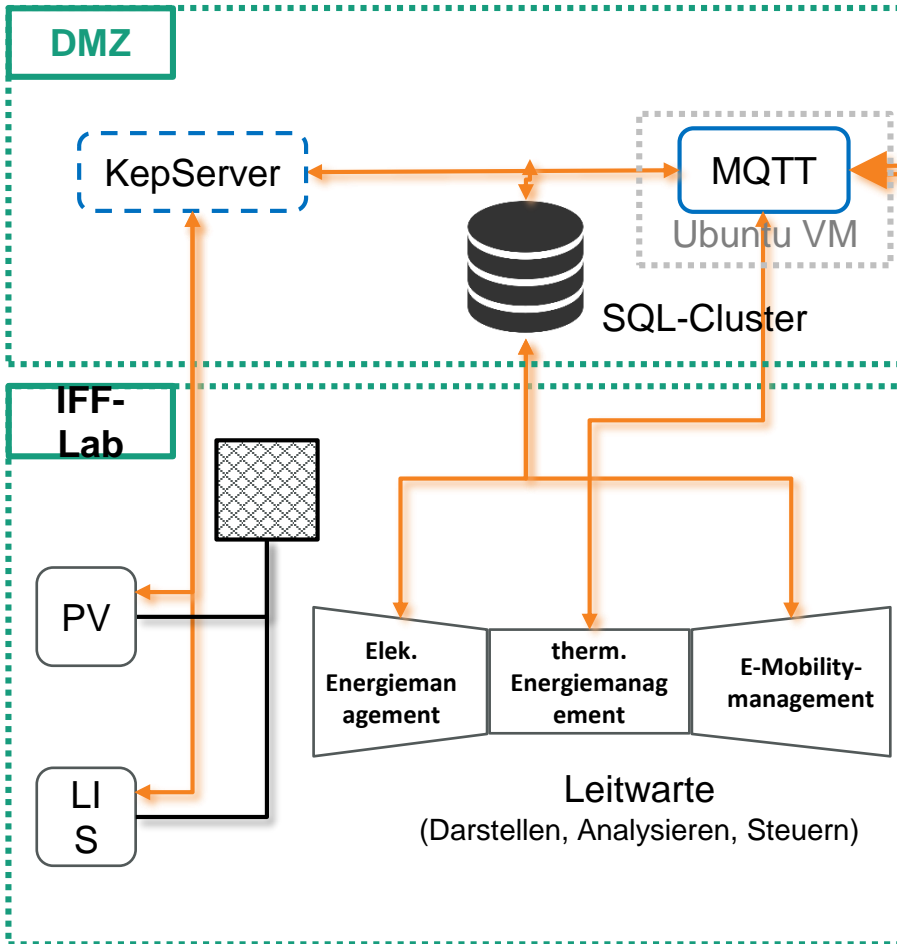 DMZ
KepServer
MQTT
Ubuntu VM
SQL-Cluster
IFF-
Lab
PV
LI
S
Elek.
Energieman
agement
therm.
Energiemanag
ement
E-Mobility-
management
Leitwarte
(Darstellen, Analysieren, Steuern)